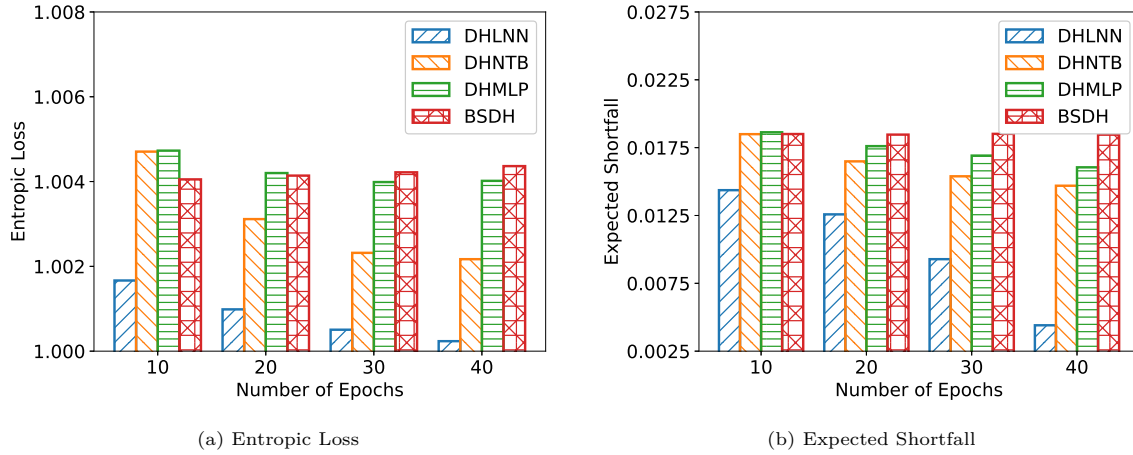 1.008
1.006
1.004
1.002
1.000
Entropic Loss
10
20
30
40
Number of Epochs
DHLNN
DHNTB
DHMLP
BSDH
(a) Entropic Loss
0.0275
0.0225
0.0175
0.0125
0.0075
0.0025
Expected Shortfall
10
20
30
40
Number of Epochs
DHLNN
DHNTB
DHMLP
BSDH
(b) Expected Shortfall